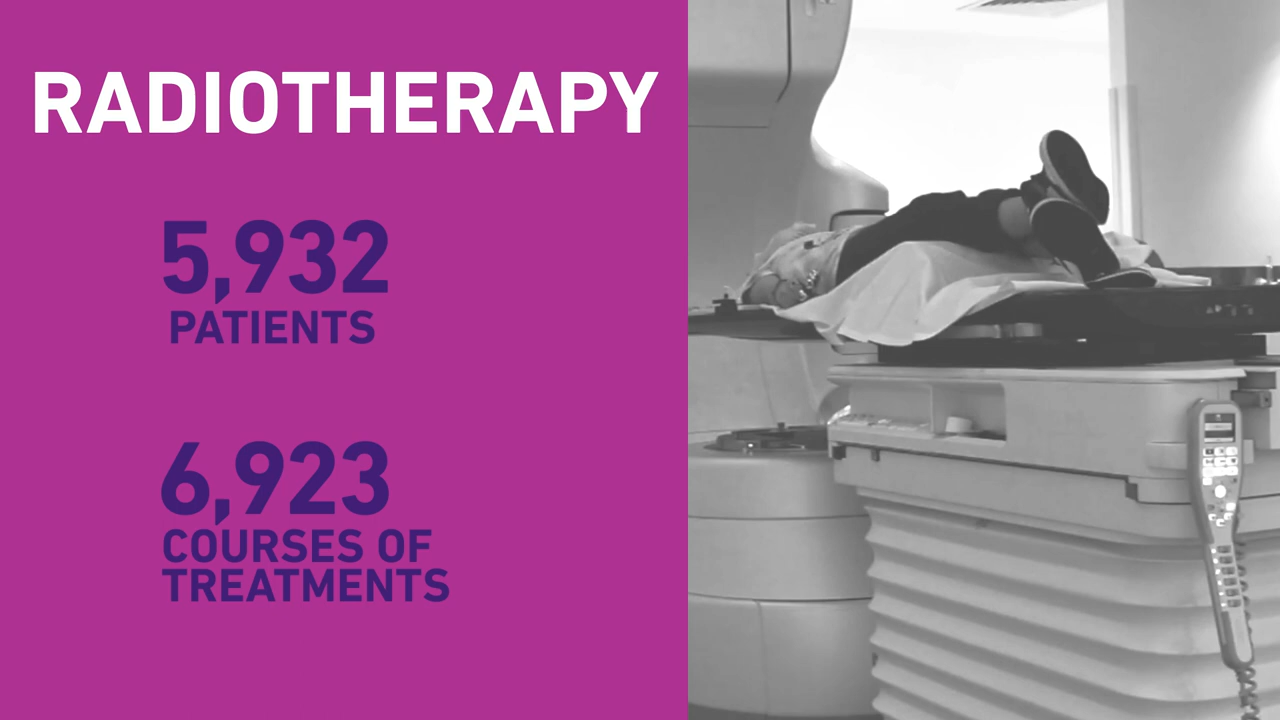 RADIOTHERAPY
5,932
PATIENTS
6,923
COURSES OF
TREATMENTS